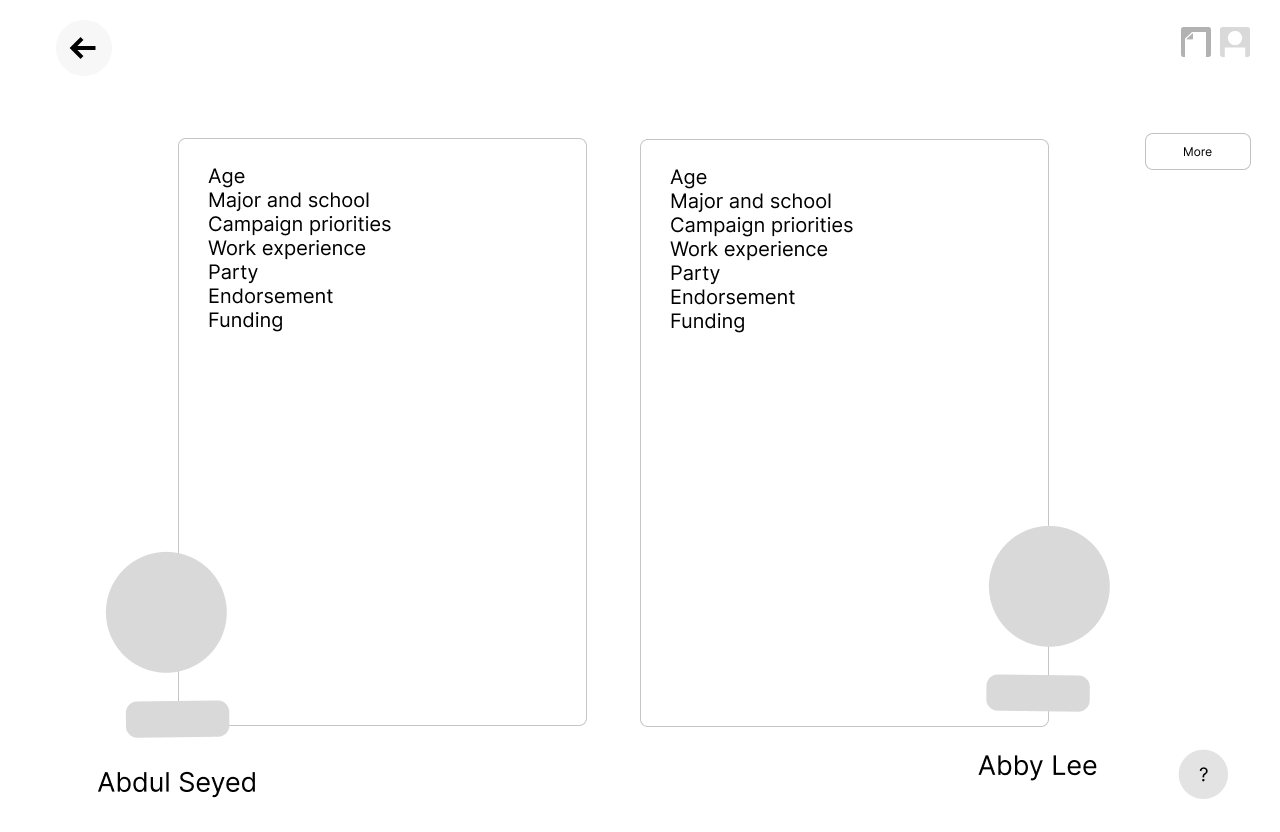 More
Age
Major and school
Campaign priorities
Work experience
Party
Endorsement
Funding
Age
Major and school
Campaign priorities
Work experience
Party
Endorsement
Funding
Abdul Seyed
Abby Lee
?